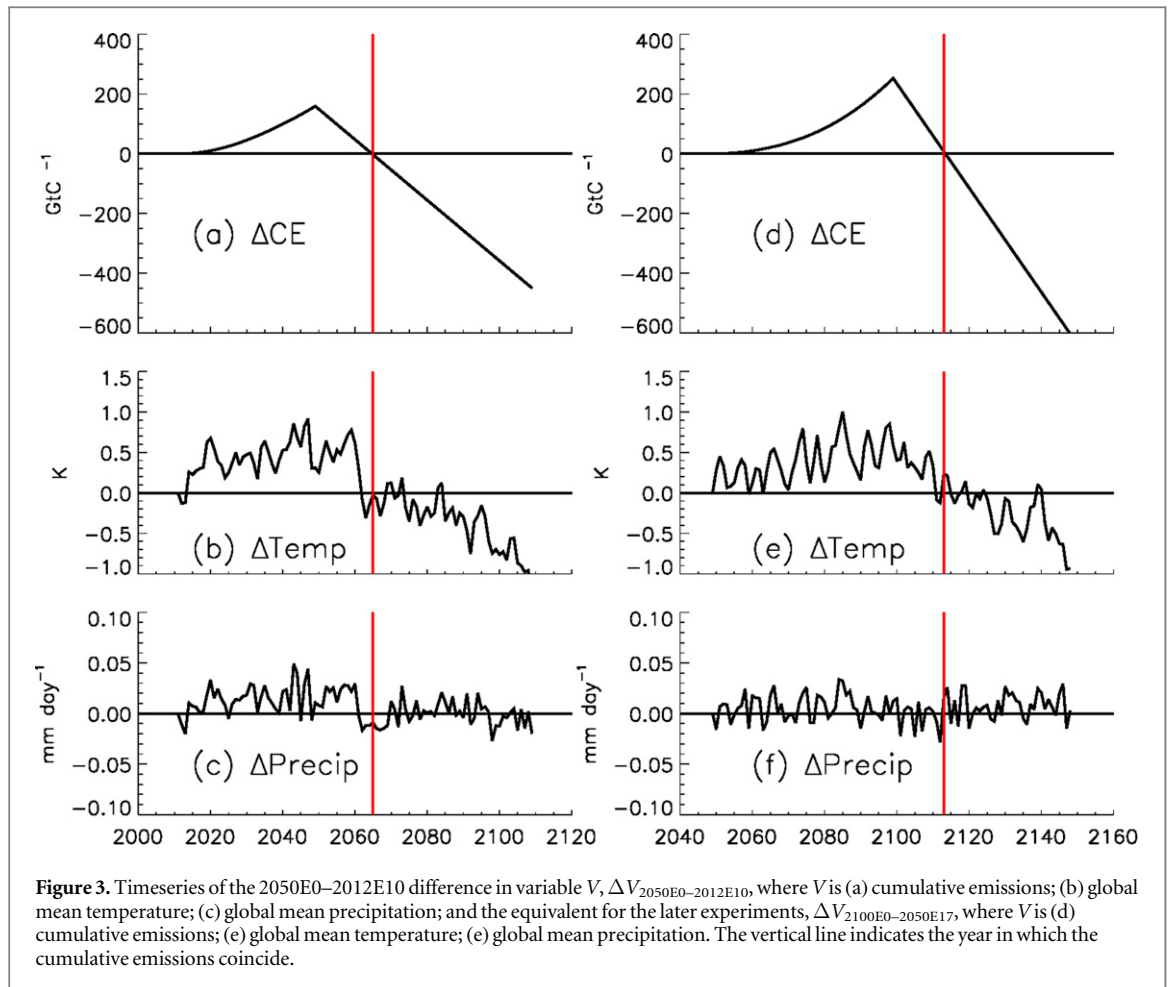 400
200
0
−200
−400
−600
GtC −1
(a) ΔCE
400
200
0
−200
−400
−600
GtC −1
(d) ΔCE
1.5
1.0
0.5
0.0
−0.5
−1.0
K
(b) ΔTemp
1.5
1.0
0.5
0.0
−0.5
−1.0
K
(e) ΔTemp
0.10
0.05
0.00
−0.05
−0.10
mm day−1
(c) ΔPrecip
2000 2020 2040 2060 2080 2100 2120
0.10
0.05
0.00
−0.05
−0.10
mm day−1
(f) ΔPrecip
2040 2060 2080 2100 2120 2140 2160
Figure 3. Timeseries of the 2050E0–2012E10 difference in variable V, ΔV2050E0–2012E10, where V is (a) cumulative emissions; (b) global
mean temperature; (c) global mean precipitation; and the equivalent for the later experiments, ΔV2100E0–2050E17, where V is (d)
cumulative emissions; (e) global mean temperature; (e) global mean precipitation. The vertical line indicates the year in which the
cumulative emissions coincide.